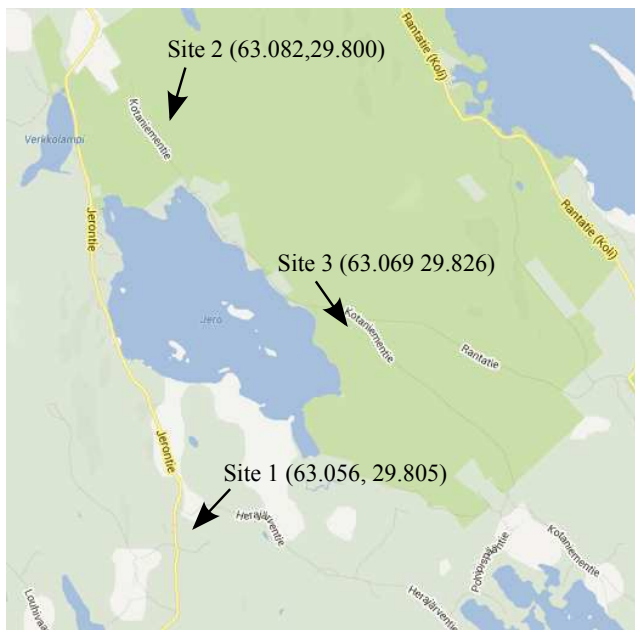 Rantatie (Koli)
Site 2 (63.082,29.800)
Kotaniementie
Verkkolampi
Jerontie
Rantatie (Koli)
Site 3 (63.069 29.826)
Jero
Kotaniementie
Rantatie
Jerontie
Site 1 (63.056, 29.805)
Herajärventie
Kotaniementie
Herajärventie